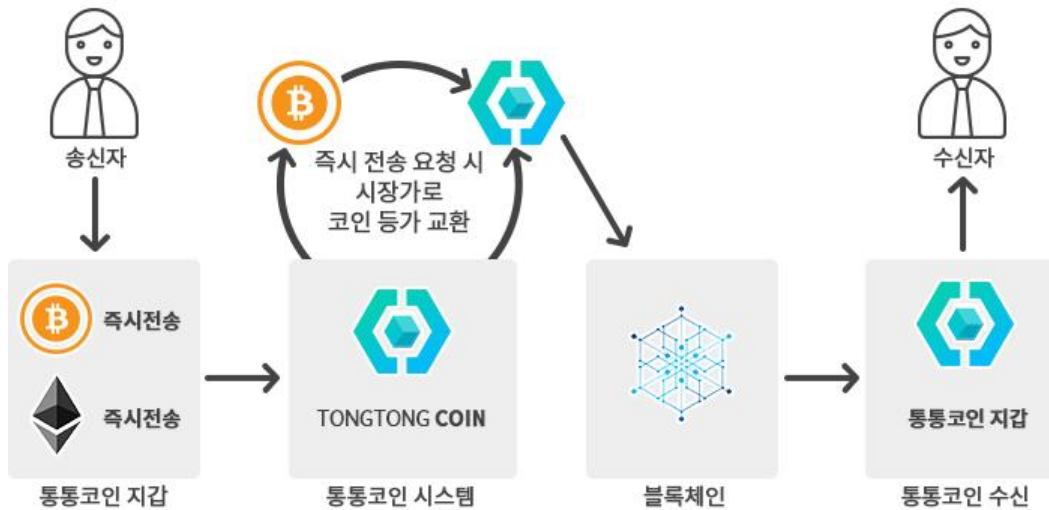 송신자
수신자
즉시 전송 요청 시
시장가로
코인 등가 교환
즉시전송
즉시전송
TONGTONG COIN
통통코인 지갑
통통코인 지갑
통통코인 시스템
블록체인
통통코인 수신